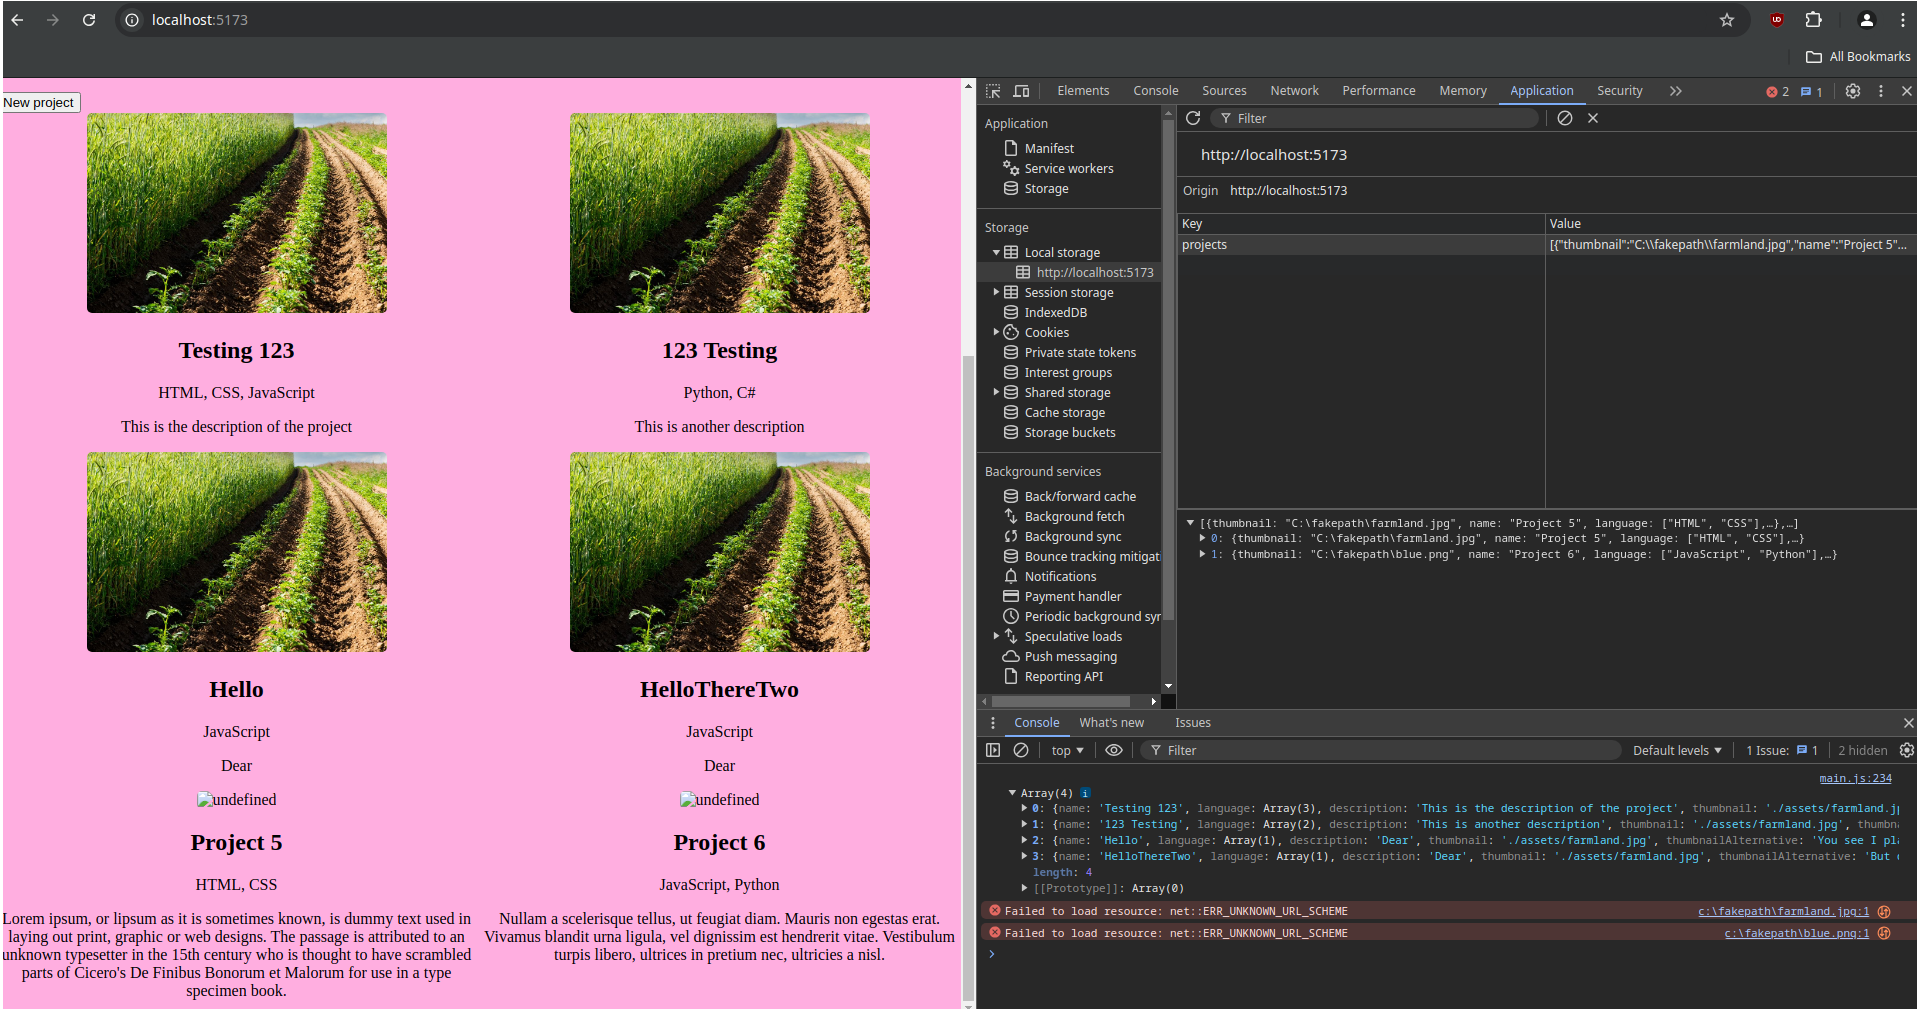 localhost:5173
All Bookmarks
New project
Testing 123
HTML, CSS, JavaScript
This is the description of the project
123 Testing
Python, C#
This is another description
Hello
JavaScript
Dear
HelloThereTwo
JavaScript
Dear
undefined
Project 5
HTML, CSS
Lorem ipsum, or lipsum as it is sometimes known, is dummy text used in
laying out print, graphic or web designs. The passage is attributed to an
unknown typesetter in the 15th century who is thought to have scrambled
parts of Cicero's De Finibus Bonorum et Malorum for use in a type
specimen book.
undefined
Project 6
JavaScript, Python
Nullam a scelerisque tellus, ut feugiat diam. Mauris non egestas erat.
Vivamus blandit urna ligula, vel dignissim est hendrerit vitae. Vestibulum
turpis libero, ultrices in pretium nec, ultricies a nisl.
Elements Console Sources Network Performance Memory Application Security 2 1
Application
Manifest
Service workers
Storage
Storage
Local storage
http://localhost:5173
Session storage
IndexedDB
Cookies
Private state tokens
Interest groups
Shared storage
Cache storage
Storage buckets
Background services
Back/forward cache
Background fetch
Background sync
Bounce tracking mitigat
Notifications
Payment handler
Periodic background syn
Speculative loads
Push messaging
Reporting API
Filter
http://localhost:5173
Origin http://localhost:5173
Key Value
projects [{"thumbnail":"C:\\fakepath\\farmland.jpg","name":"Project 5"…
[{thumbnail: "C:\fakepath\farmland.jpg", name: "Project 5", language: ["HTML", "CSS"],…},…]
0: {thumbnail: "C:\fakepath\farmland.jpg", name: "Project 5", language: ["HTML", "CSS"],…}
1: {thumbnail: "C:\fakepath\blue.png", name: "Project 6", language: ["JavaScript", "Python"],…}
Console What's new Issues
top Filter Default levels 1 Issue: 1 2 hidden
main.js:234
Array(4) i
0: {name: 'Testing 123', language: Array(3), description: 'This is the description of the project', thumbnail: './assets/farmland.j
1: {name: '123 Testing', language: Array(2), description: 'This is another description', thumbnail: './assets/farmland.jpg', thumbn
2: {name: 'Hello', language: Array(1), description: 'Dear', thumbnail: './assets/farmland.jpg', thumbnailAlternative: 'You see I pl
3: {name: 'HelloThereTwo', language: Array(1), description: 'Dear', thumbnail: './assets/farmland.jpg', thumbnailAlternative: 'But
length: 4
[[Prototype]]: Array(0)
Failed to load resource: net::ERR_UNKNOWN_URL_SCHEME c:\fakepath\farmland.jpg:1
Failed to load resource: net::ERR_UNKNOWN_URL_SCHEME c:\fakepath\blue.png:1